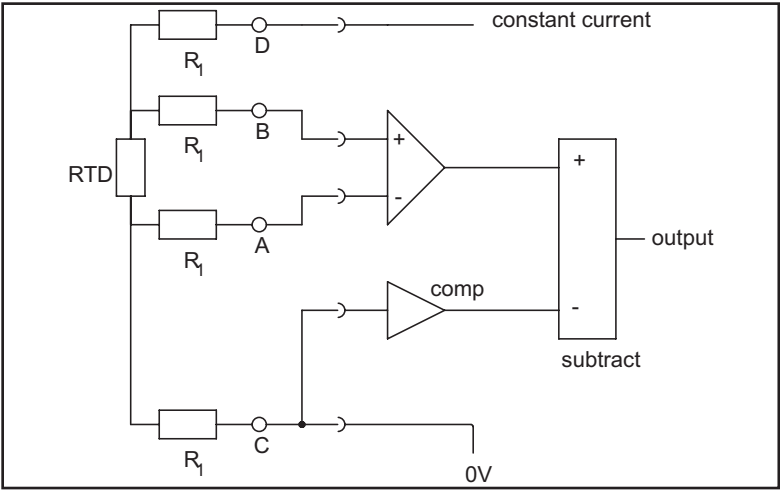 constant current
D
R1
B
R1
+
-
RTD
A
R1
+
-
output
comp
subtract
C
R1
0V